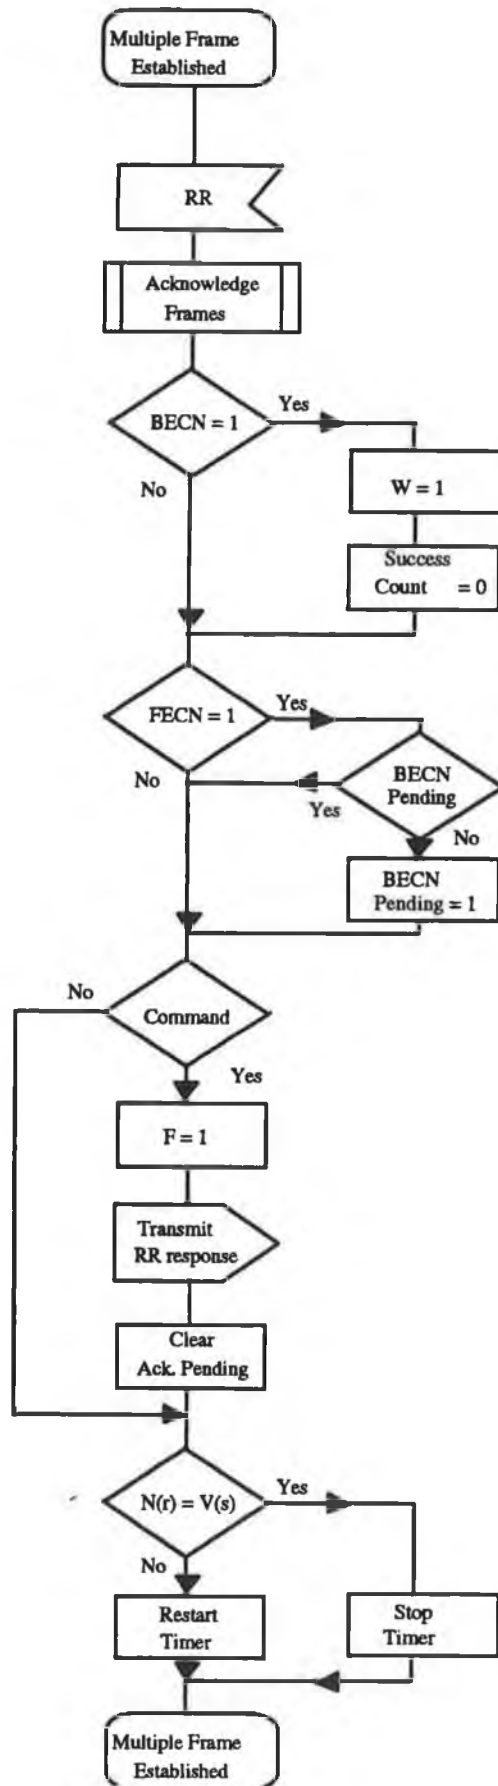 Multiple Frame
Established
RR
Acknowledge
Frames
BECN = 1
Yes
No
W = 1
Success
Count = 0
FECN = 1
Yes
No
BECN
Pending
Yes
No
BECN
Pending = 1
No
Command
Yes
F = 1
Transmit
RR response
Clear
Ack. Pending
N(r) = V(s)
Yes
No
Restart
Timer
Stop
Timer
Multiple Frame
Established